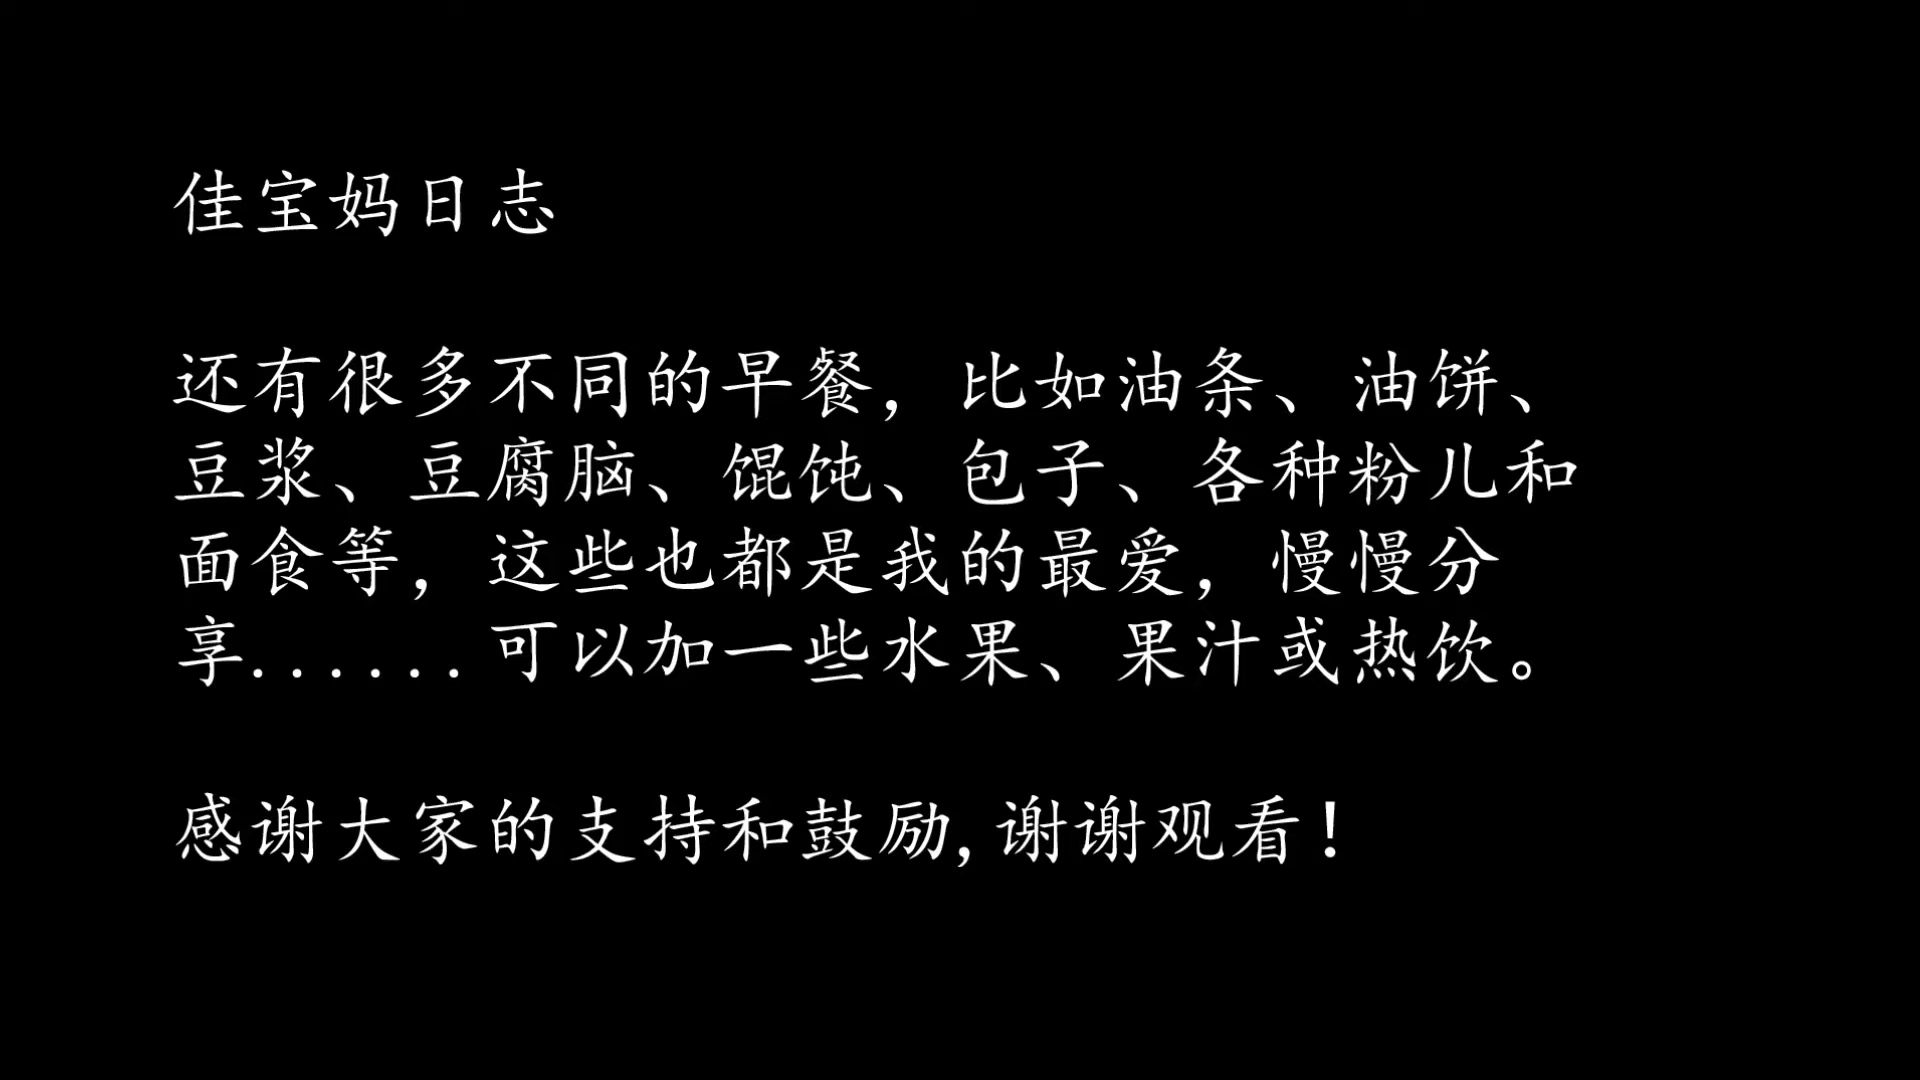 佳宝妈日志
还有很多不同的早餐，比如油条、油饼、
豆浆、豆腐脑、馄饨、包子、各种粉儿和
面食等，这些也都是我的最爱，慢慢分
享......可以加一些水果、果汁或热饮。
感谢大家的支持和鼓励,谢谢观看！